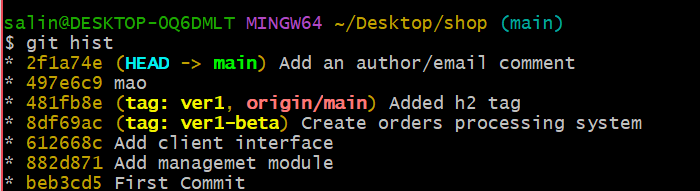 salin@DESKTOP-OQ6DMLT MINGW64 ~/Desktop/shop (main)
$ git hist
* 2f1a74e (HEAD -> main) Add an author/email comment
* 497e6c9 mao
* 481fb8e (tag: ver1, origin/main) Added h2 tag
* 8df69ac (tag: ver1-beta) Create orders processing system
* 612668c Add client interface
* 882d871 Add managemet module
* beb3cd5 First Commit